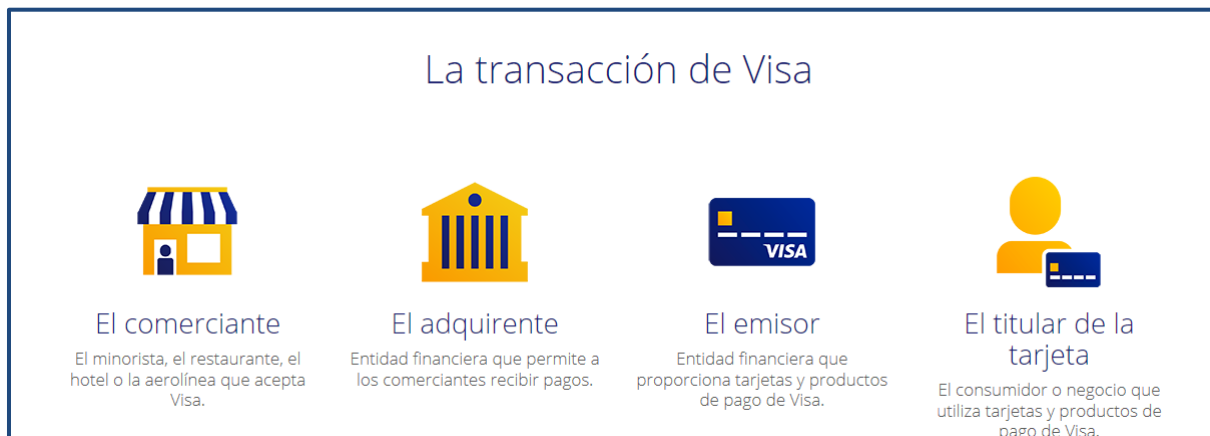 La transacción de Visa
VISA
El comerciante
El minorista, el restaurante, el
hotel o la aerolínea que acepta
Visa.
El adquirente
Entidad financiera que permite a
los comerciantes recibir pagos.
El emisor
Entidad financiera que
proporciona tarjetas y productos
de pago de Visa.
El titular de la
tarjeta
El consumidor o negocio que
utiliza tarjetas y productos de
pago de Visa.